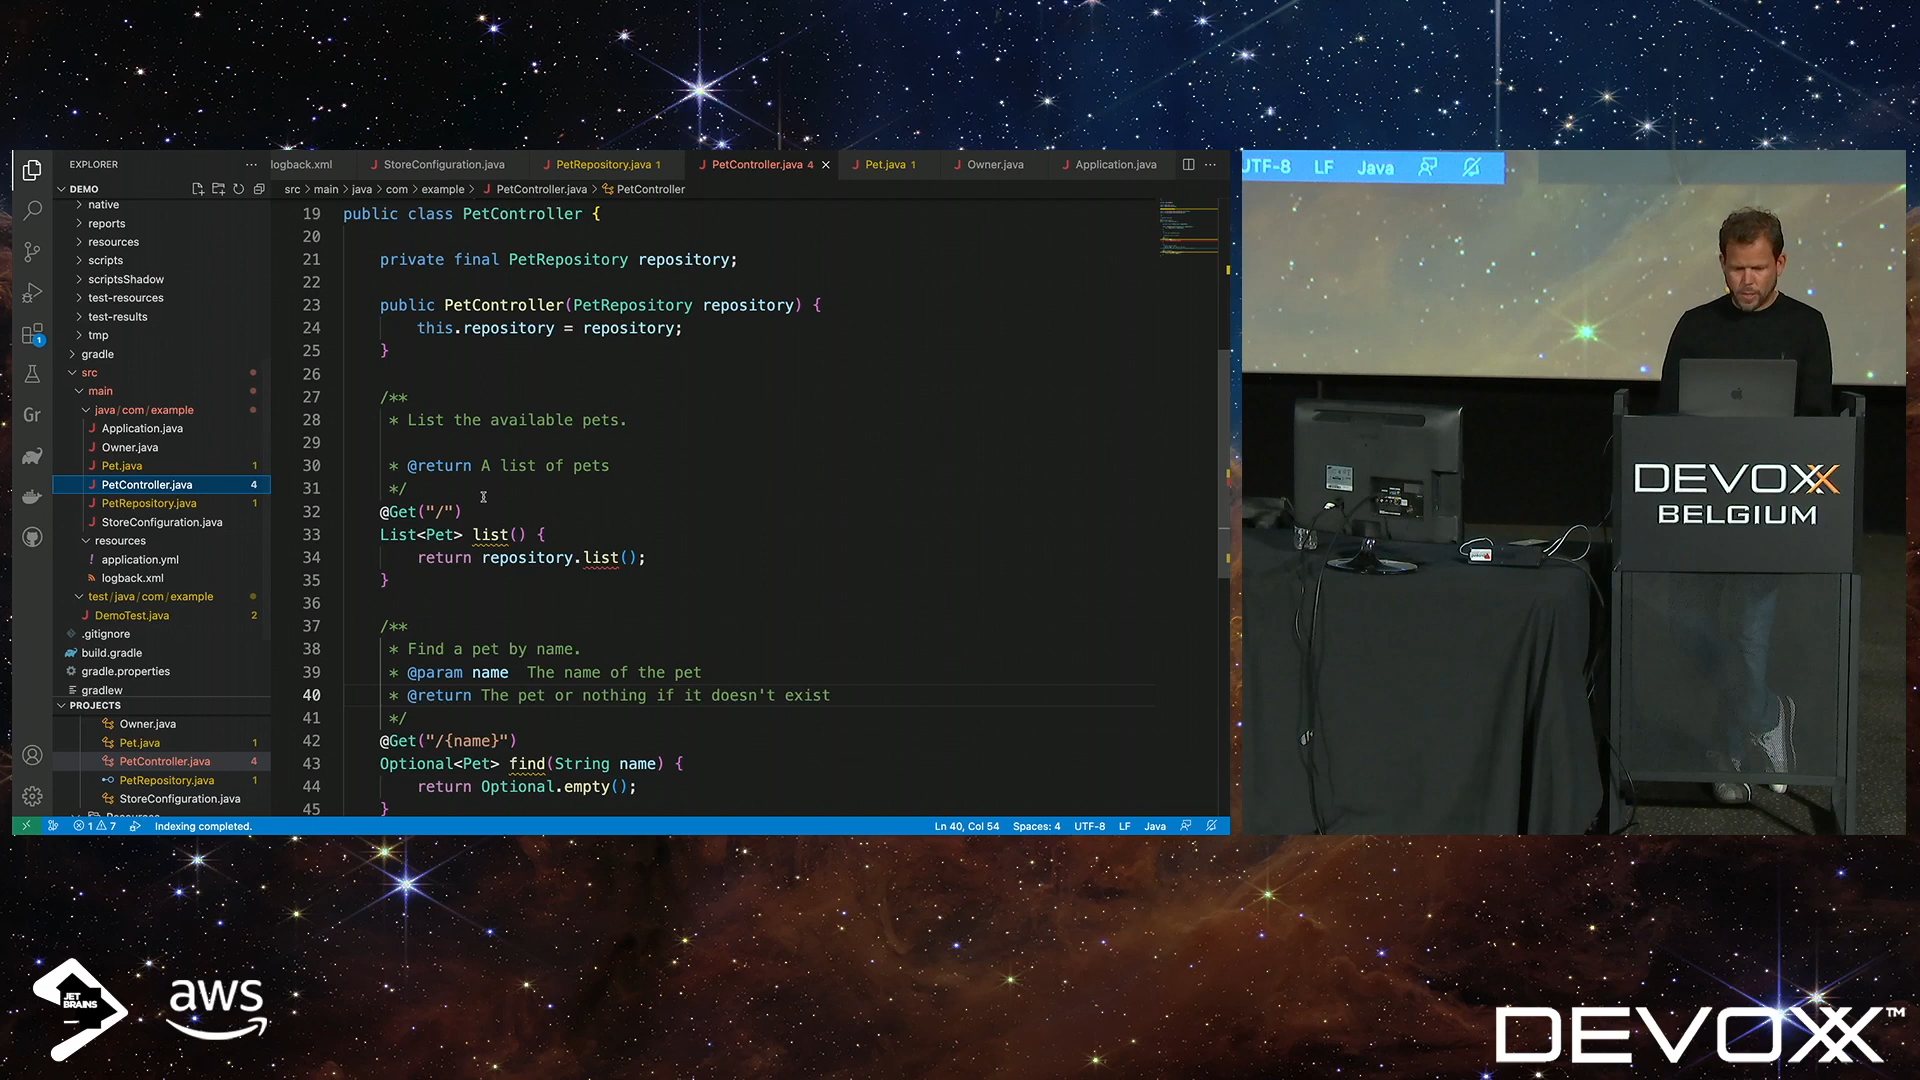 EXPLORER
DEMO
native
reports
resources
scripts
scriptsShadow
test-resources
test-results
tmp
gradle
src
main
java/com/example
Application.java
Owner.java
Pet.java 1
PetController.java 4
PetRepository.java 1
StoreConfiguration.java
resources
application.yml
logback.xml
test/java/com/example
DemoTest.java 2
.gitignore
build.gradle
gradle.properties
gradlew
PROJECTS
Owner.java
Pet.java 1
PetController.java 4
PetRepository.java 1
StoreConfiguration.java
Gr
1
logback.xml StoreConfiguration.java PetRepository.java 1 PetController.java 4 Pet.java 1 Owner.java Application.java
src > main > java > com > example > PetController.java > PetController
19 public class PetController {
20
21 private final PetRepository repository;
22
23 public PetController(PetRepository repository) {
24 this.repository = repository;
25 }
26
27 /**
28 * List the available pets.
29
30 * @return A list of pets
31 */
32 @Get("/")
33 List<Pet> list() {
34 return repository.list();
35 }
36
37 /**
38 * Find a pet by name.
39 * @param name The name of the pet
40 * @return The pet or nothing if it doesn't exist
41 */
42 @Get("/{name}")
43 Optional<Pet> find(String name) {
44 return Optional.empty();
45 }
1 7 Indexing completed. Ln 40, Col 54 Spaces: 4 UTF-8 LF Java
UTF-8 LF Java
DEVOXX
BELGIUM
JET
BRAINS
aws
DEVOXX™